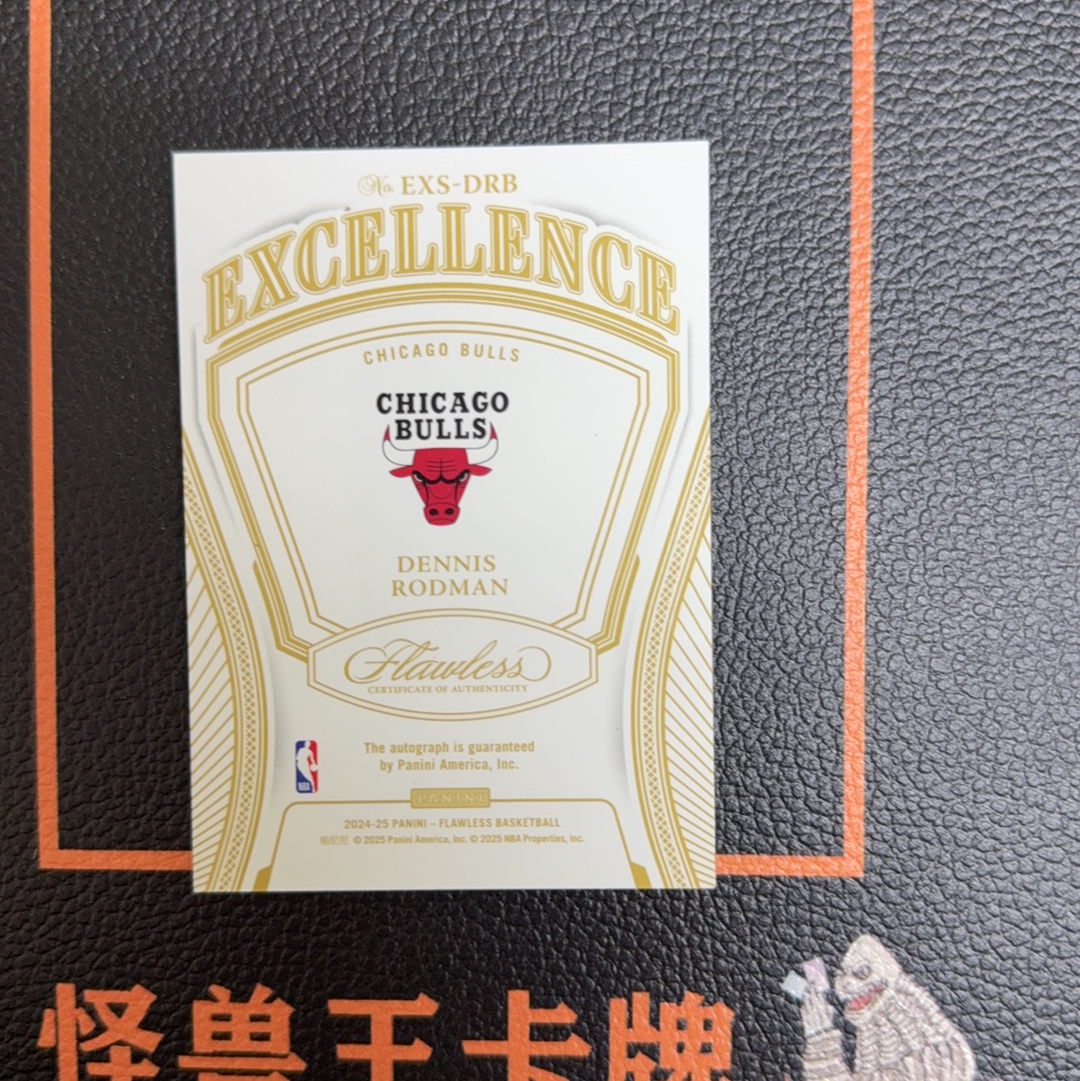 No. EXS-DRB
EXCELLENCE
CHICAGO BULLS
CHICAGO
BULLS
DENNIS
RODMAN
Flawless
CERTIFICATE OF AUTHENTICITY
The autograph is guaranteed
by Panini America, Inc.
NBA
PANINI
2024-25 PANINI – FLAWLESS BASKETBALL
帕尼尼 © 2025 Panini America, Inc. © 2025 NBA Properties, Inc.
怪兽王卡牌